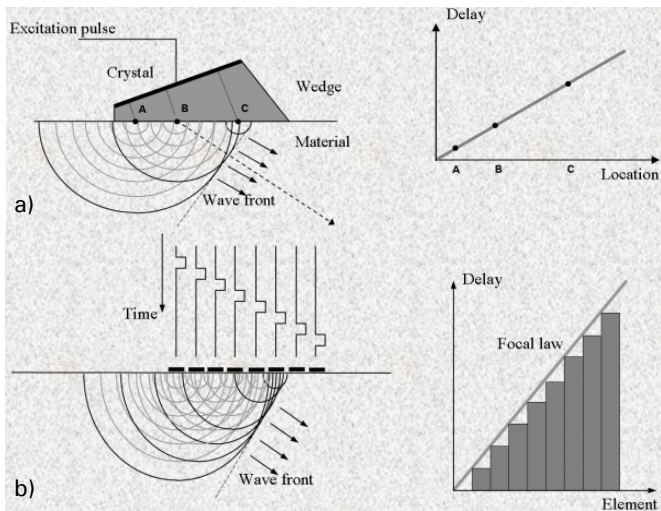 Excitation pulse
Crystal
Wedge
A B C
Material
Wave front
a)
Delay
A B C
Location
Time
Wave front
b)
Delay
Focal law
Element